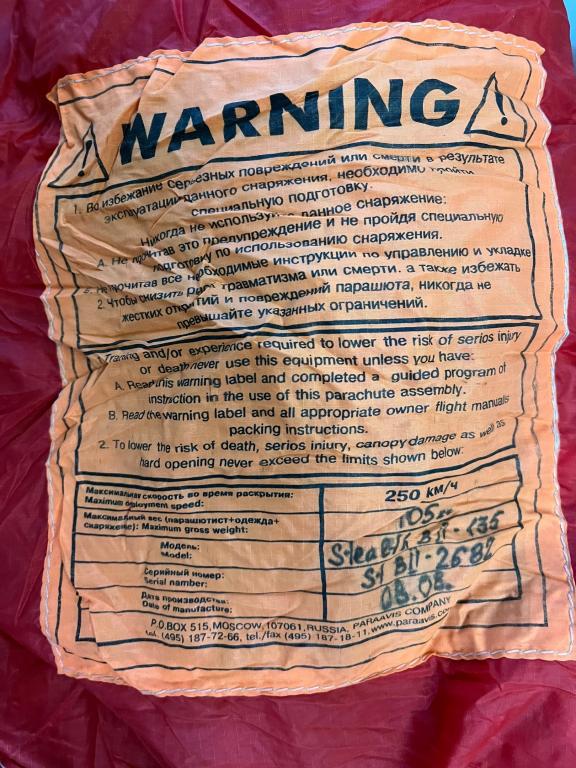 WARNING
1. Во избежание серьезных повреждений или смерти в результате
эксплуатации данного снаряжения, необходимо пройти
специальную подготовку.
Никогда не используйте данное снаряжение:
А. Не прочитав это предупреждение и не пройдя специальную
подготовку по использованию снаряжения.
Не прочитав все необходимые инструкции по управлению и укладке
2. Чтобы снизить риск травматизма или смерти. а также избежать
жестких открытий и повреждений парашюта, никогда не
превышайте указанных ограничений.
1. Training and/or experience required to lower the risk of serios injury
or death never use this equipment unless you have:
A. Read this warning label and completed a guided program of
instruction in the use of this parachute assembly.
B. Read the warning label and all appropriate owner flight manuals
packing instructions.
2. To lower the risk of death, serios injury, canopy damage as well as
hard opening never exceed the limits shown below:
Максимальная скорость во время раскрытия: 250 КМ/Ч
Maximum deployment speed:
Максимальный вес (парашютист+одежда+ 105
снаряжение): Maximum gross weight:
Модель: Stealth BII-135
Model:
Серийный номер: St BII-2682
Serial namber:
Дата производства: 08.08.
Date of manufacture:
P.O.BOX 515, MOSCOW, 107061, RUSSIA, PARAAVIS COMPANY
tel. (495) 187-72-66, tel./fax (495) 187-18-11, www.paraavis.com